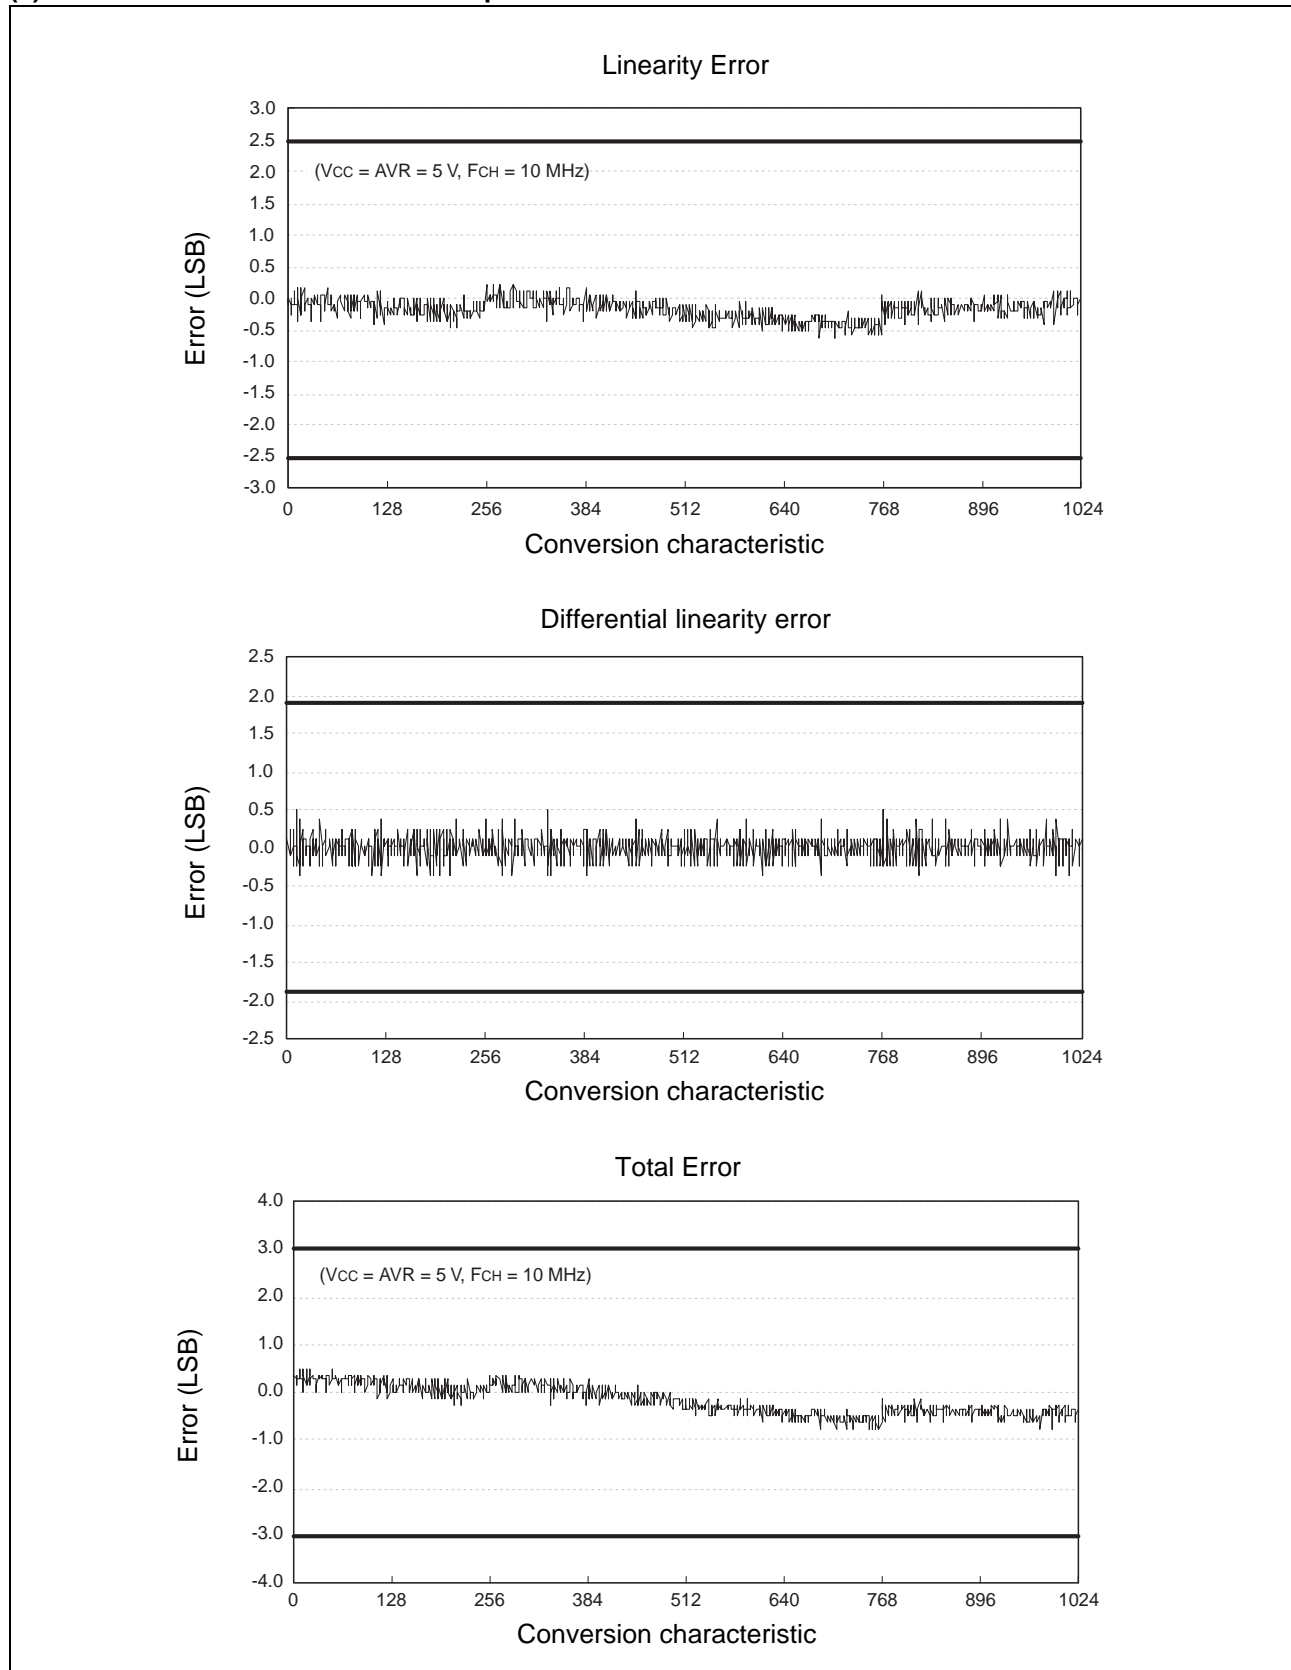 Linearity Error
3.0
2.5
(VCC = AVR = 5 V, FCH = 10 MHz)
2.0
1.5
1.0
0.5
0.0
-0.5
-1.0
-1.5
-2.0
-2.5
-3.0
Error (LSB)
0 128 256 384 512 640 768 896 1024
Conversion characteristic
Differential linearity error
2.5
2.0
1.5
1.0
0.5
0.0
-0.5
-1.0
-1.5
-2.0
-2.5
Error (LSB)
0 128 256 384 512 640 768 896 1024
Conversion characteristic
Total Error
4.0
3.0
(VCC = AVR = 5 V, FCH = 10 MHz)
2.0
1.0
0.0
-1.0
-2.0
-3.0
-4.0
Error (LSB)
0 128 256 384 512 640 768 896 1024
Conversion characteristic